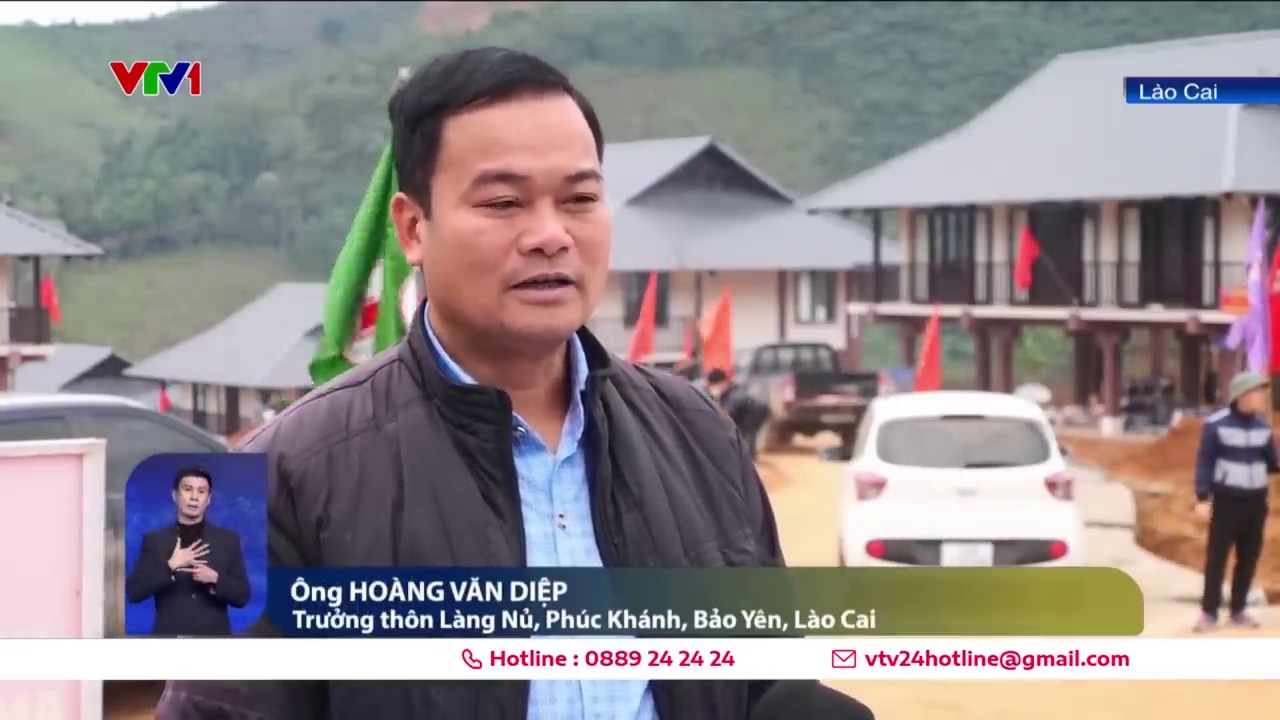 VTV1
Lào Cai
Ông HOÀNG VĂN DIỆP
Trưởng thôn Làng Nủ, Phúc Khánh, Bảo Yên, Lào Cai
Hotline : 0889 24 24 24
vtv24hotline@gmail.com